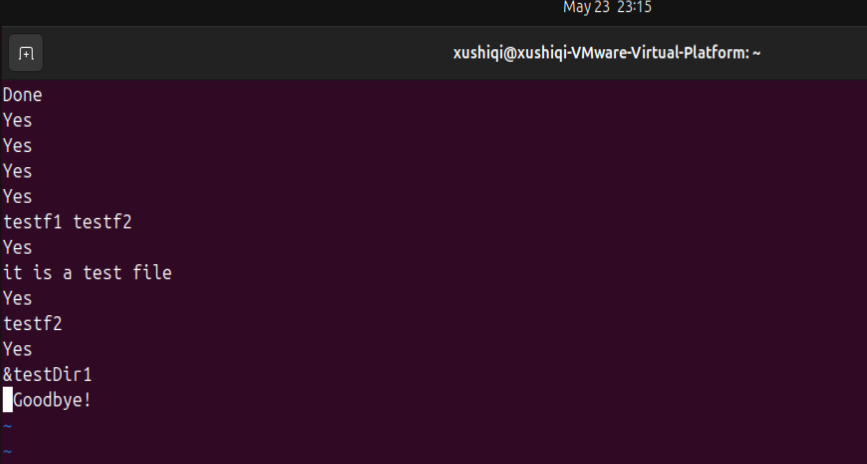 May 23 23:15
xushiqi@xushiqi-VMware-Virtual-Platform: ~
Done
Yes
Yes
Yes
Yes
testf1 testf2
Yes
it is a test file
Yes
testf2
Yes
&testDir1
Goodbye!
~
~